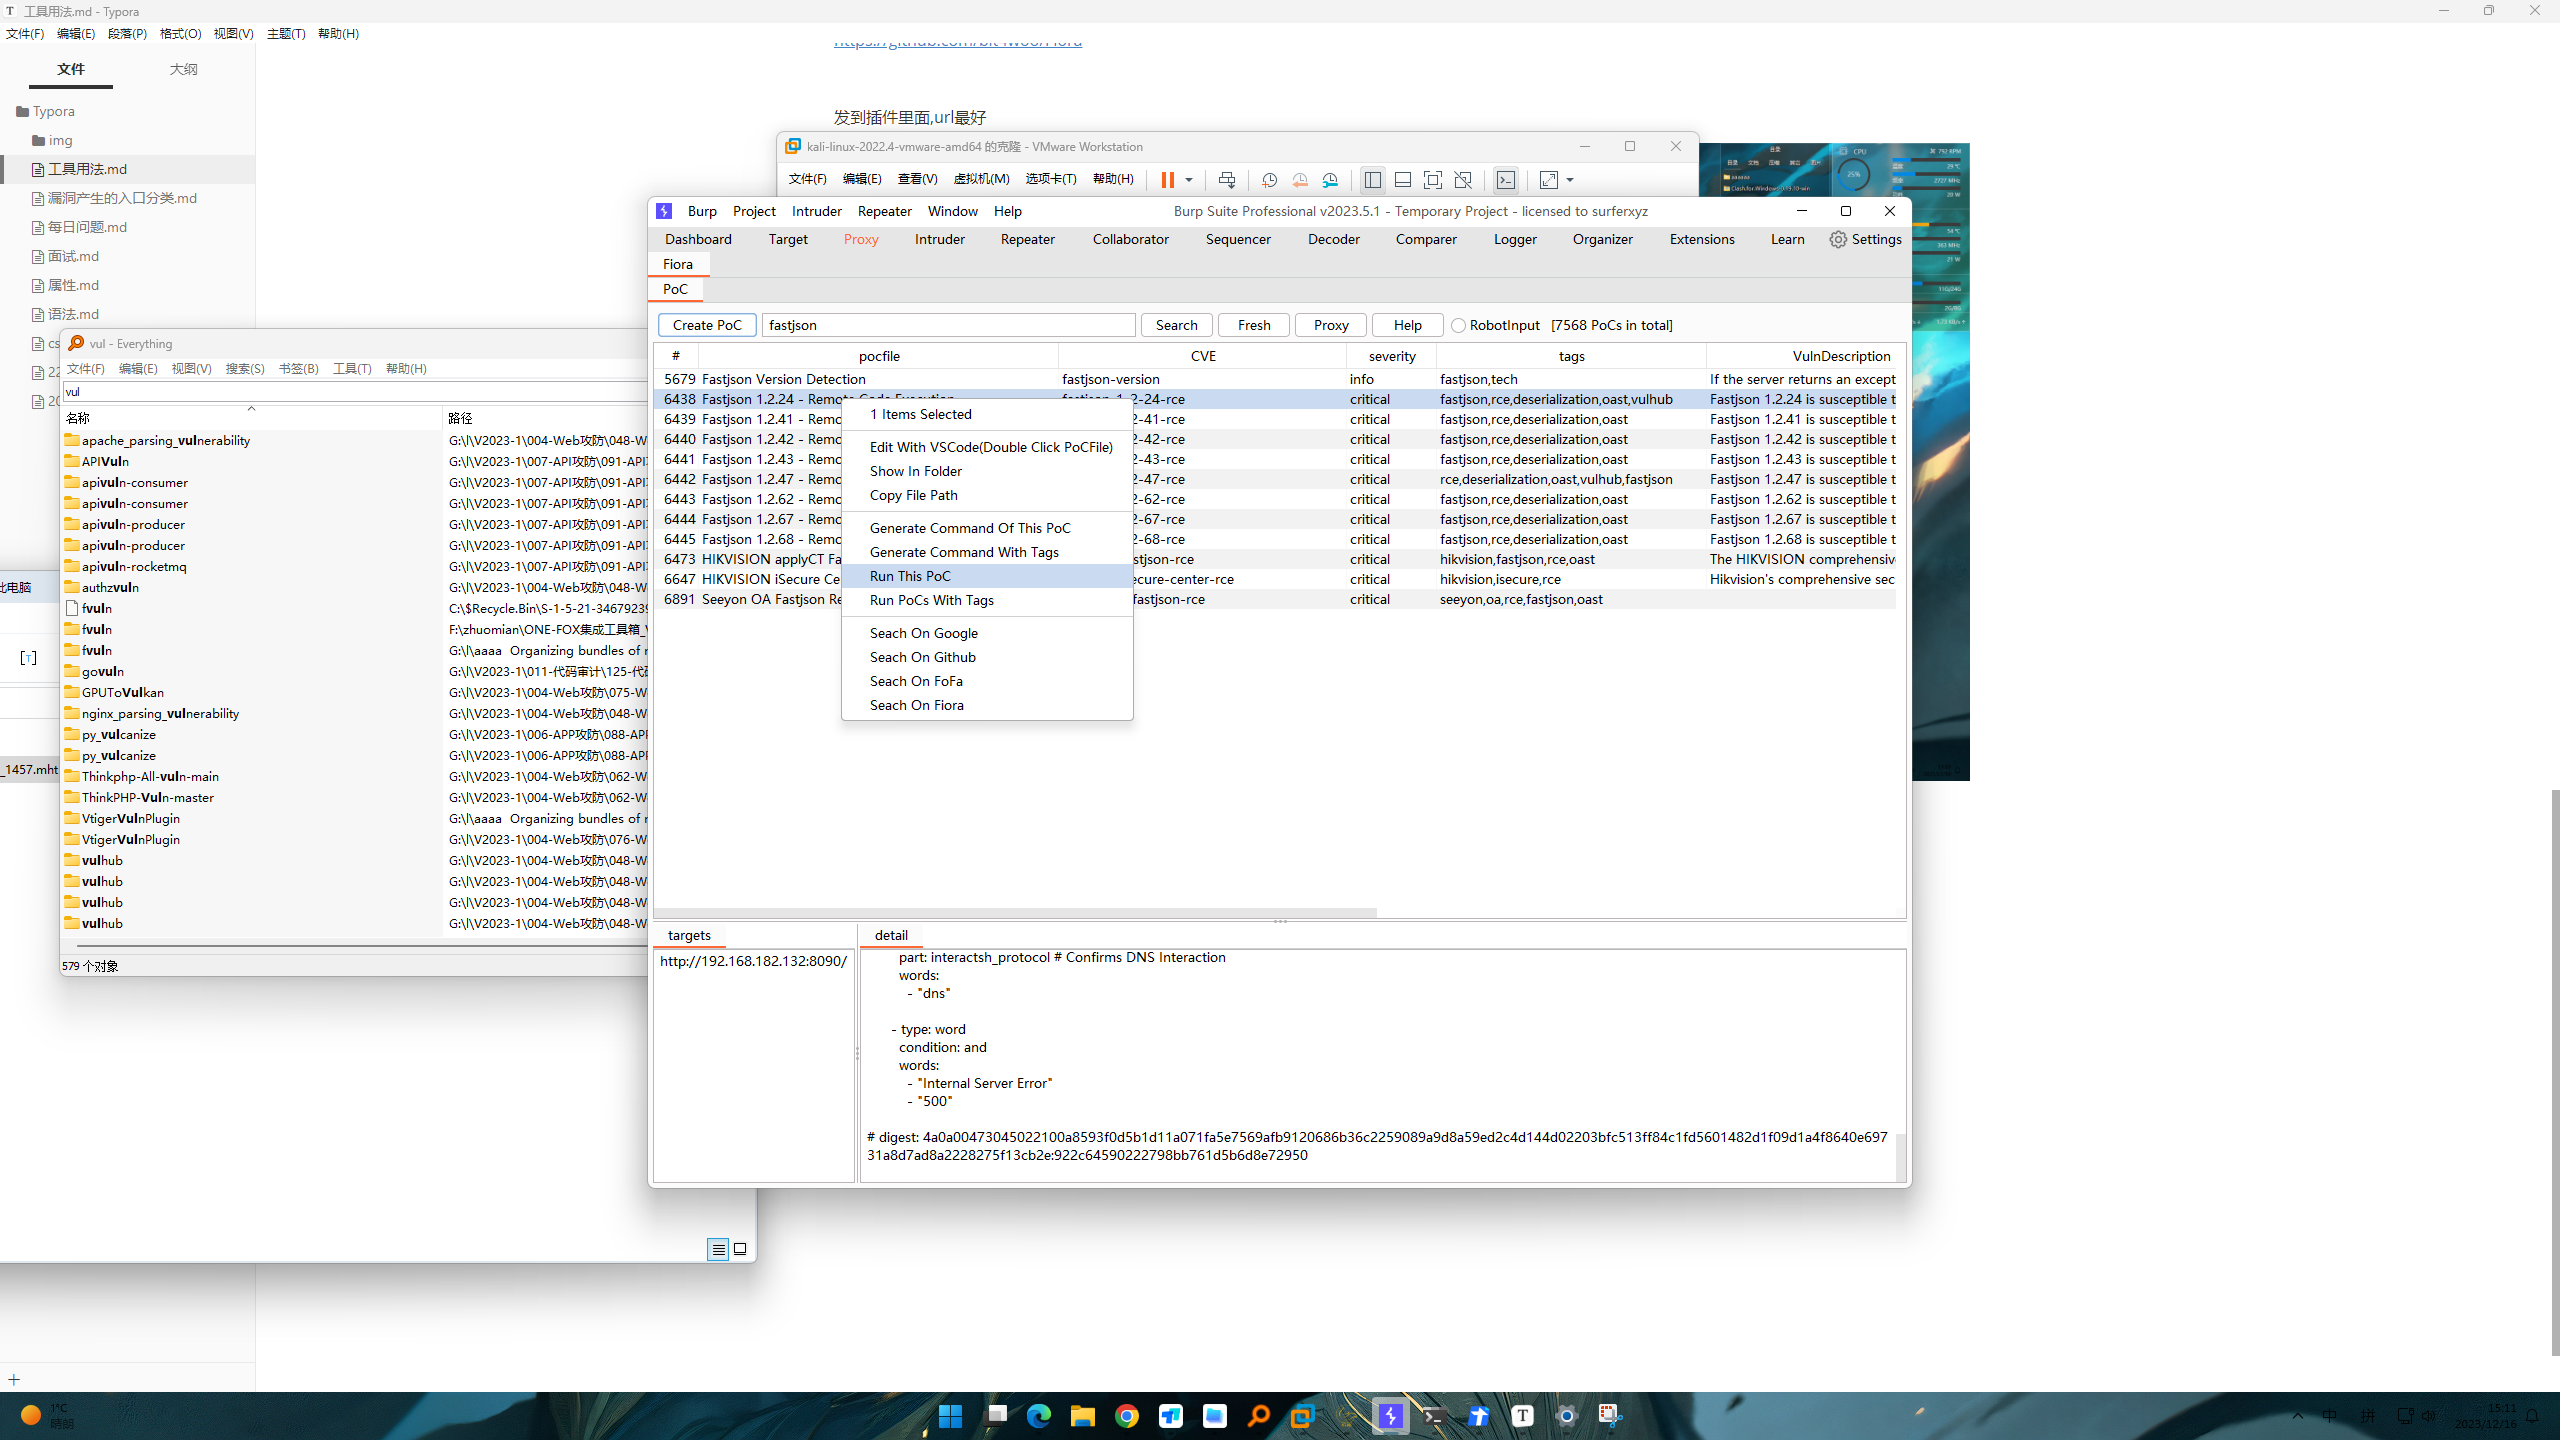 工具用法.md - Typora
文件(F) 编辑(E) 段落(P) 格式(O) 视图(V) 主题(T) 帮助(H)
文件 大纲
Typora
img
工具用法.md
漏洞产生的入口分类.md
每日问题.md
面试.md
属性.md
语法.md
发到插件里面,url最好
kali-linux-2022.4-vmware-amd64 的克隆 - VMware Workstation
文件(F) 编辑(E) 查看(V) 虚拟机(M) 选项卡(T) 帮助(H)
vul - Everything
文件(F) 编辑(E) 视图(V) 搜索(S) 书签(B) 工具(T) 帮助(H)
vul
名称 路径
apache_parsing_vulnerability G:\l\V2023-1\004-Web攻防\048-W
APIVuln G:\l\V2023-1\007-API攻防\091-API
apivuln-consumer G:\l\V2023-1\007-API攻防\091-API
apivuln-consumer G:\l\V2023-1\007-API攻防\091-API
apivuln-producer G:\l\V2023-1\007-API攻防\091-API
apivuln-producer G:\l\V2023-1\007-API攻防\091-API
apivuln-rocketmq G:\l\V2023-1\007-API攻防\091-API
authzvuln G:\l\V2023-1\004-Web攻防\048-W
fvuln C:\$Recycle.Bin\S-1-5-21-34679239
fvuln F:\zhuomian\ONE-FOX集成工具箱_
fvuln G:\l\aaaa Organizing bundles of
govuln G:\l\V2023-1\011-代码审计\125-代
GPUToVulkan G:\l\V2023-1\004-Web攻防\075-W
nginx_parsing_vulnerability G:\l\V2023-1\004-Web攻防\048-W
py_vulcanize G:\l\V2023-1\006-APP攻防\088-AP
py_vulcanize G:\l\V2023-1\006-APP攻防\088-AP
Thinkphp-All-vuln-main G:\l\V2023-1\004-Web攻防\062-W
ThinkPHP-Vuln-master G:\l\V2023-1\004-Web攻防\062-W
VtigerVulnPlugin G:\l\aaaa Organizing bundles of
VtigerVulnPlugin G:\l\V2023-1\004-Web攻防\076-W
vulhub G:\l\V2023-1\004-Web攻防\048-W
vulhub G:\l\V2023-1\004-Web攻防\048-W
vulhub G:\l\V2023-1\004-Web攻防\048-W
vulhub G:\l\V2023-1\004-Web攻防\048-W
579 个对象
_1457.mht
Burp Project Intruder Repeater Window Help Burp Suite Professional v2023.5.1 - Temporary Project - licensed to surferxyz
Dashboard Target Proxy Intruder Repeater Collaborator Sequencer Decoder Comparer Logger Organizer Extensions Learn Settings
Fiora
PoC
Create PoC fastjson Search Fresh Proxy Help RobotInput [7568 PoCs in total]
# pocfile CVE severity tags VulnDescription
5679 Fastjson Version Detection fastjson-version info fastjson,tech If the server returns an except
6438 Fastjson 1.2.24 - Remote Code Execution fastjson-1-2-24-rce critical fastjson,rce,deserialization,oast,vulhub Fastjson 1.2.24 is susceptible t
6439 Fastjson 1.2.41 - Remo 2-41-rce critical fastjson,rce,deserialization,oast Fastjson 1.2.41 is susceptible t
6440 Fastjson 1.2.42 - Remo 2-42-rce critical fastjson,rce,deserialization,oast Fastjson 1.2.42 is susceptible t
6441 Fastjson 1.2.43 - Remo 2-43-rce critical fastjson,rce,deserialization,oast Fastjson 1.2.43 is susceptible t
6442 Fastjson 1.2.47 - Remo 2-47-rce critical rce,deserialization,oast,vulhub,fastjson Fastjson 1.2.47 is susceptible t
6443 Fastjson 1.2.62 - Remo 2-62-rce critical fastjson,rce,deserialization,oast Fastjson 1.2.62 is susceptible t
6444 Fastjson 1.2.67 - Remo 2-67-rce critical fastjson,rce,deserialization,oast Fastjson 1.2.67 is susceptible t
6445 Fastjson 1.2.68 - Remo 2-68-rce critical fastjson,rce,deserialization,oast Fastjson 1.2.68 is susceptible t
6473 HIKVISION applyCT Fa stjson-rce critical hikvision,fastjson,rce,oast The HIKVISION comprehensive
6647 HIKVISION iSecure Ce ecure-center-rce critical hikvision,isecure,rce Hikvision's comprehensive sec
6891 Seeyon OA Fastjson Re fastjson-rce critical seeyon,oa,rce,fastjson,oast
1 Items Selected
Edit With VSCode(Double Click PoCFile)
Show In Folder
Copy File Path
Generate Command Of This PoC
Generate Command With Tags
Run This PoC
Run PoCs With Tags
Seach On Google
Seach On Github
Seach On FoFa
Seach On Fiora
targets detail
http://192.168.182.132:8090/
part: interactsh_protocol # Confirms DNS Interaction
words:
- "dns"
- type: word
condition: and
words:
- "Internal Server Error"
- "500"
# digest: 4a0a00473045022100a8593f0d5b1d11a071fa5e7569afb9120686b36c2259089a9d8a59ed2c4d144d02203bfc513ff84c1fd5601482d1f09d1a4f8640e697
31a8d7ad8a2228275f13cb2e:922c64590222798bb761d5b6d8e72950
1°C
晴朗
中 拼
15:11
2023/12/16